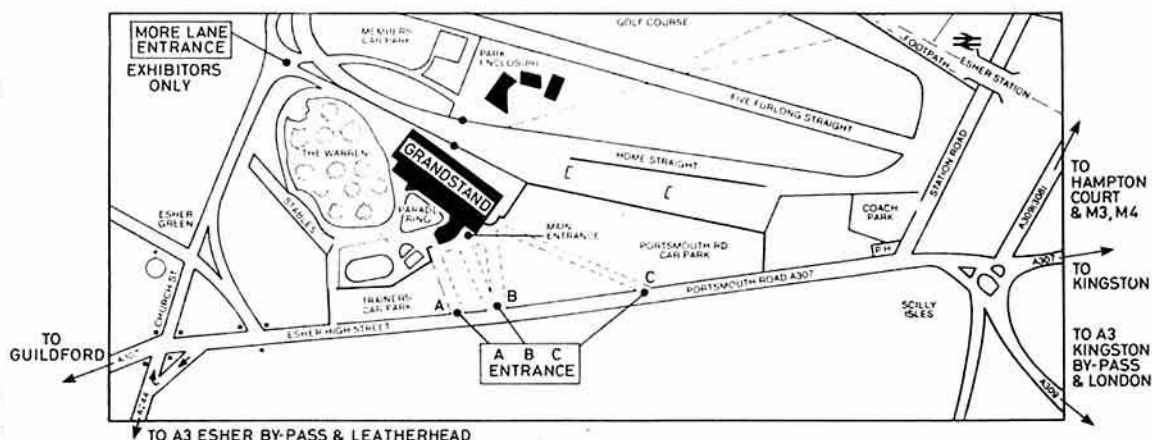 MORE LANE
ENTRANCE
EXHIBITORS
ONLY
MEMBERS
CAR PARK
PARK
ENCLOSURE
GOLF COURSE
FOOTPATH
ESHER STATION
FIVE FURLONG STRAIGHT
HOME STRAIGHT
STATION ROAD
THE WARREN
GRANDSTAND
STABLES
PARADE
RING
MAIN
ENTRANCE
ESHER
GREEN
CHURCH ST.
COACH
PARK
P.H.
PORTSMOUTH RD
CAR PARK
PORTSMOUTH ROAD A307
TRAINERS
CAR PARK
ESHER HIGH STREET
A
B
C
A B C
ENTRANCE
SCILLY
ISLES
A307
A309
TO
HAMPTON
COURT
& M3, M4
TO
KINGSTON
TO A3
KINGSTON
BY-PASS
& LONDON
TO
GUILDFORD
A307
A244
TO A3 ESHER BY-PASS & LEATHERHEAD